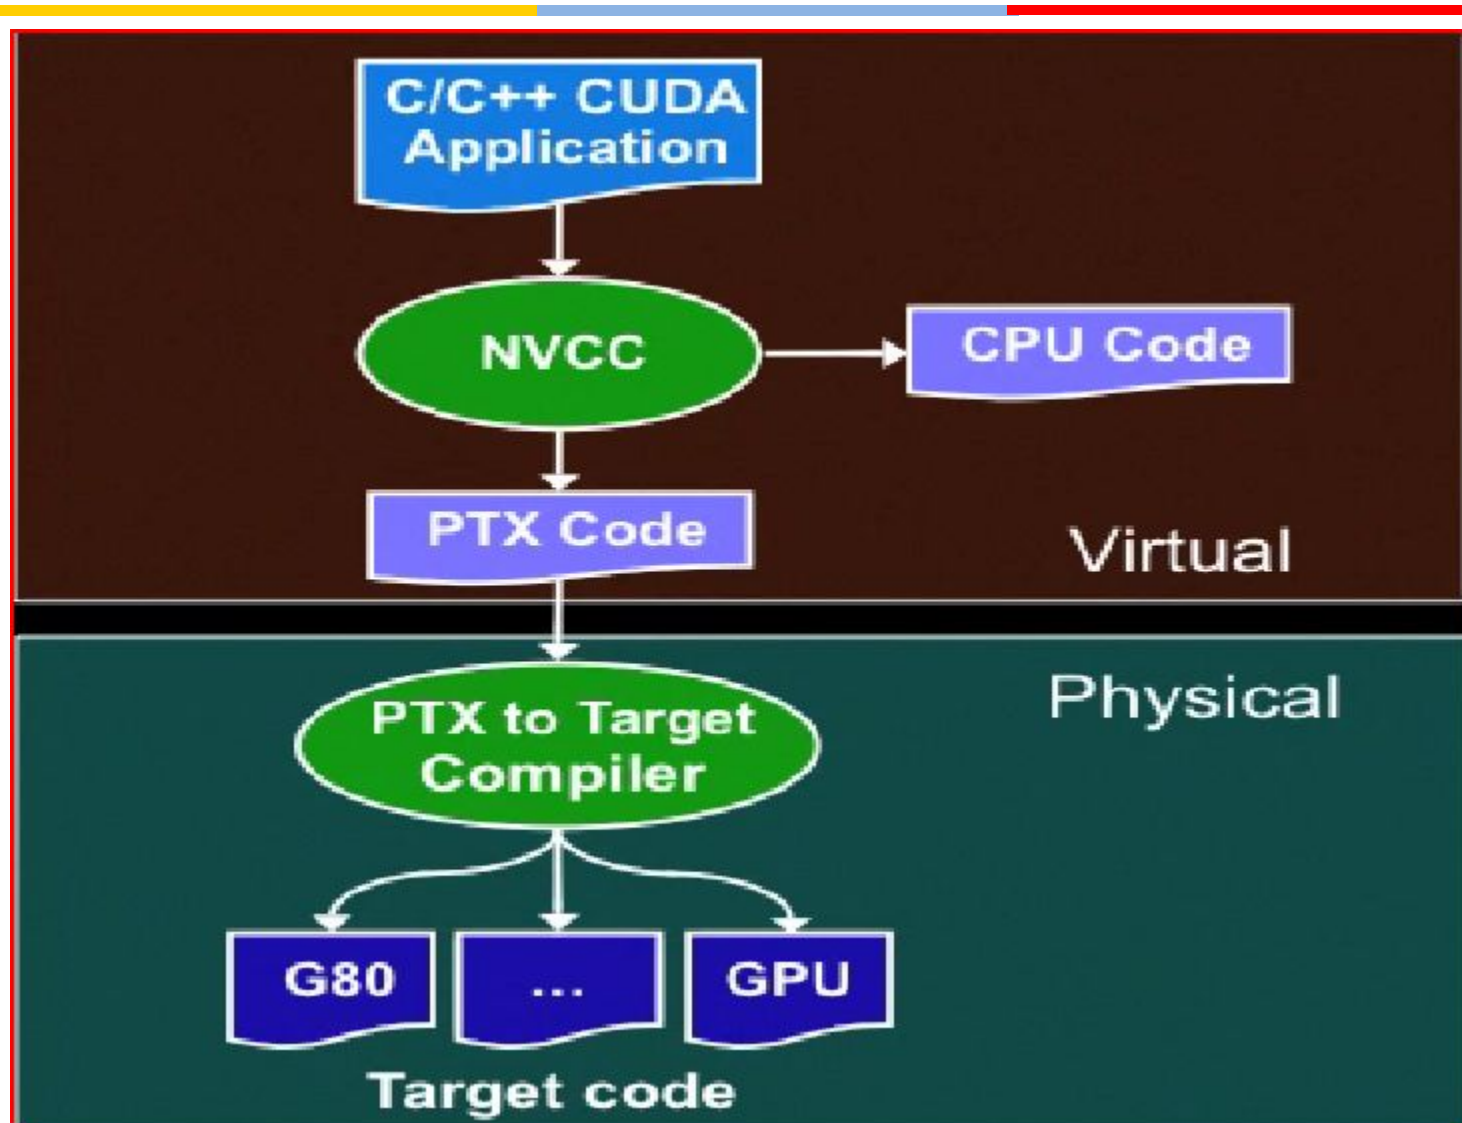 C/C++ CUDA
Application
NVCC
CPU Code
PTX Code
Virtual
Physical
PTX to Target
Compiler
G80
...
GPU
Target code